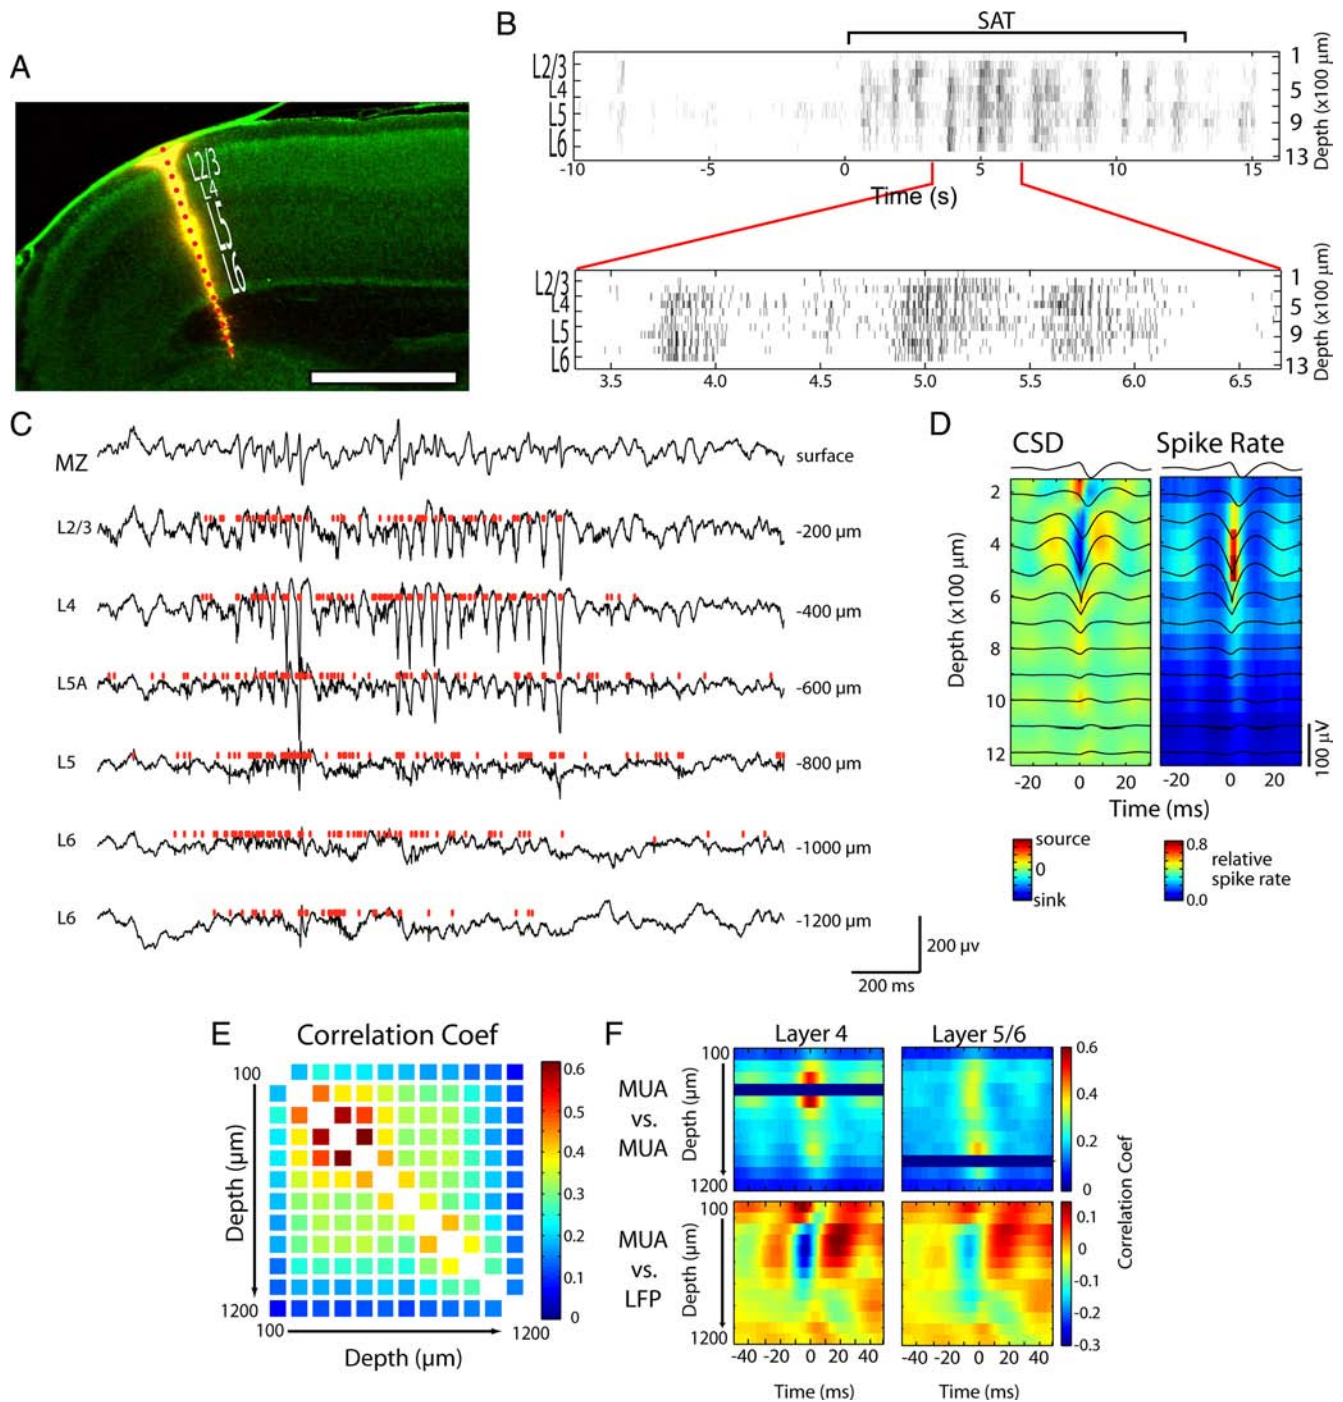 A
L2/3
L4
5
6
B
SAT
L2/3
L4
L5
L6
1
5
9
13
Depth (x100 µm)
-10
-5
0
5
10
15
Time (s)
L2/3
L4
L5
L6
1
5
9
13
Depth (x100 µm)
3.5
4.0
4.5
5.0
5.5
6.0
6.5
C
MZ
surface
L2/3
-200 µm
L4
-400 µm
L5A
-600 µm
L5
-800 µm
L6
-1000 µm
L6
-1200 µm
200 µv
200 ms
D
CSD
Spike Rate
Depth (x100 µm)
2
4
6
8
10
12
100 µV
-20
0
20
-20
0
20
Time (ms)
source
0
sink
0.8
0.0
relative
spike rate
E
Correlation Coef
100
1200
Depth (µm)
100
1200
Depth (µm)
0.6
0.5
0.4
0.3
0.2
0.1
0
F
Layer 4
Layer 5/6
MUA
vs.
MUA
100
Depth (µm)
1200
0.6
0.4
0.2
0
Correlation Coef
MUA
vs.
LFP
100
Depth (µm)
1200
0.1
0
-0.1
-0.2
-0.3
-40
-20
0
20
40
-40
-20
0
20
40
Time (ms)
Time (ms)